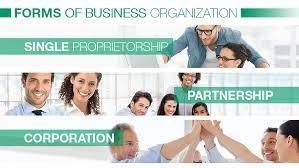 FORMS OF BUSINESS ORGANIZATION
SINGLE PROPRIETORSHIP
PARTNERSHIP
CORPORATION